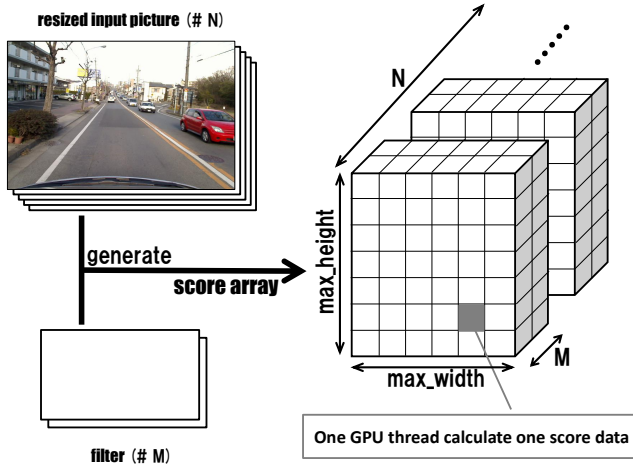 resized input picture (# N)
N
generate
score array
max_height
max_width
M
filter (# M)
One GPU thread calculate one score data